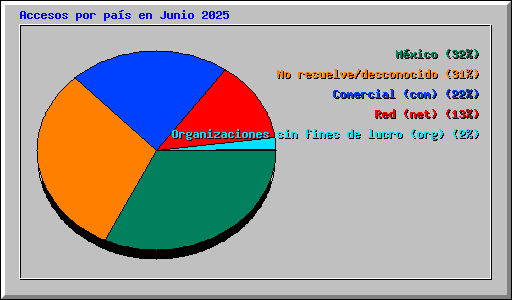 Accesos por país en Junio 2025
México (32%)
No resuelve/desconocido (31%)
Comercial (com) (22%)
Red (net) (13%)
Organizaciones sin fines de lucro (org) (2%)